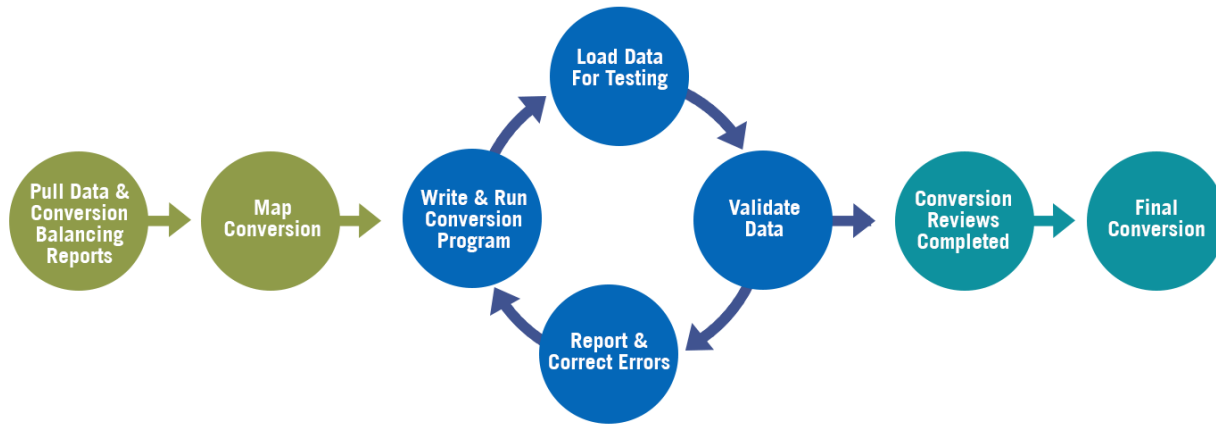 Pull Data &
Conversion
Balancing
Reports
Map
Conversion
Write & Run
Conversion
Program
Load Data
For Testing
Validate
Data
Report &
Correct Errors
Conversion
Reviews
Completed
Final
Conversion